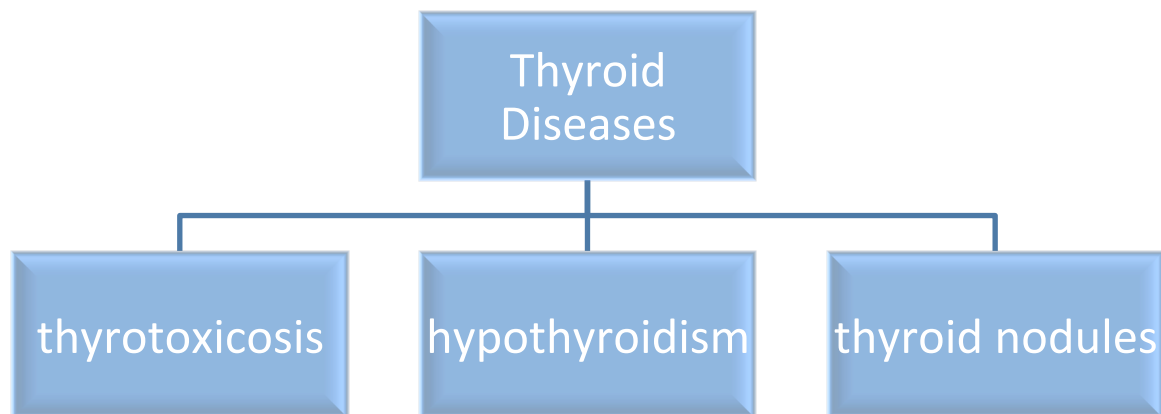 Thyroid
Diseases
thyrotoxicosis
hypothyroidism
thyroid nodules